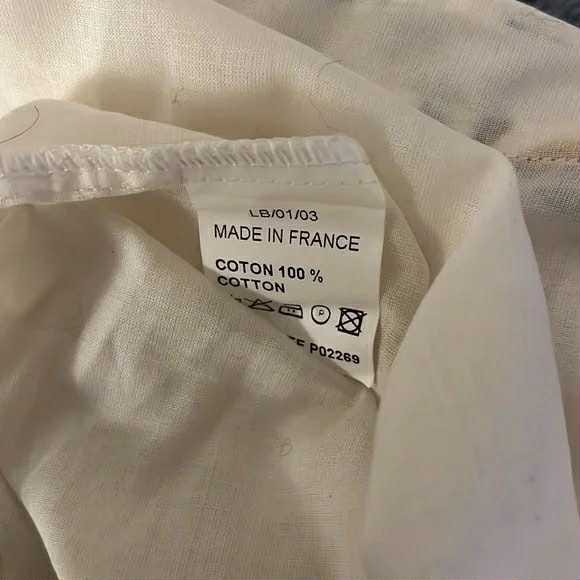 LB/01/03
MADE IN FRANCE
COTON 100 %
COTTON
P02269